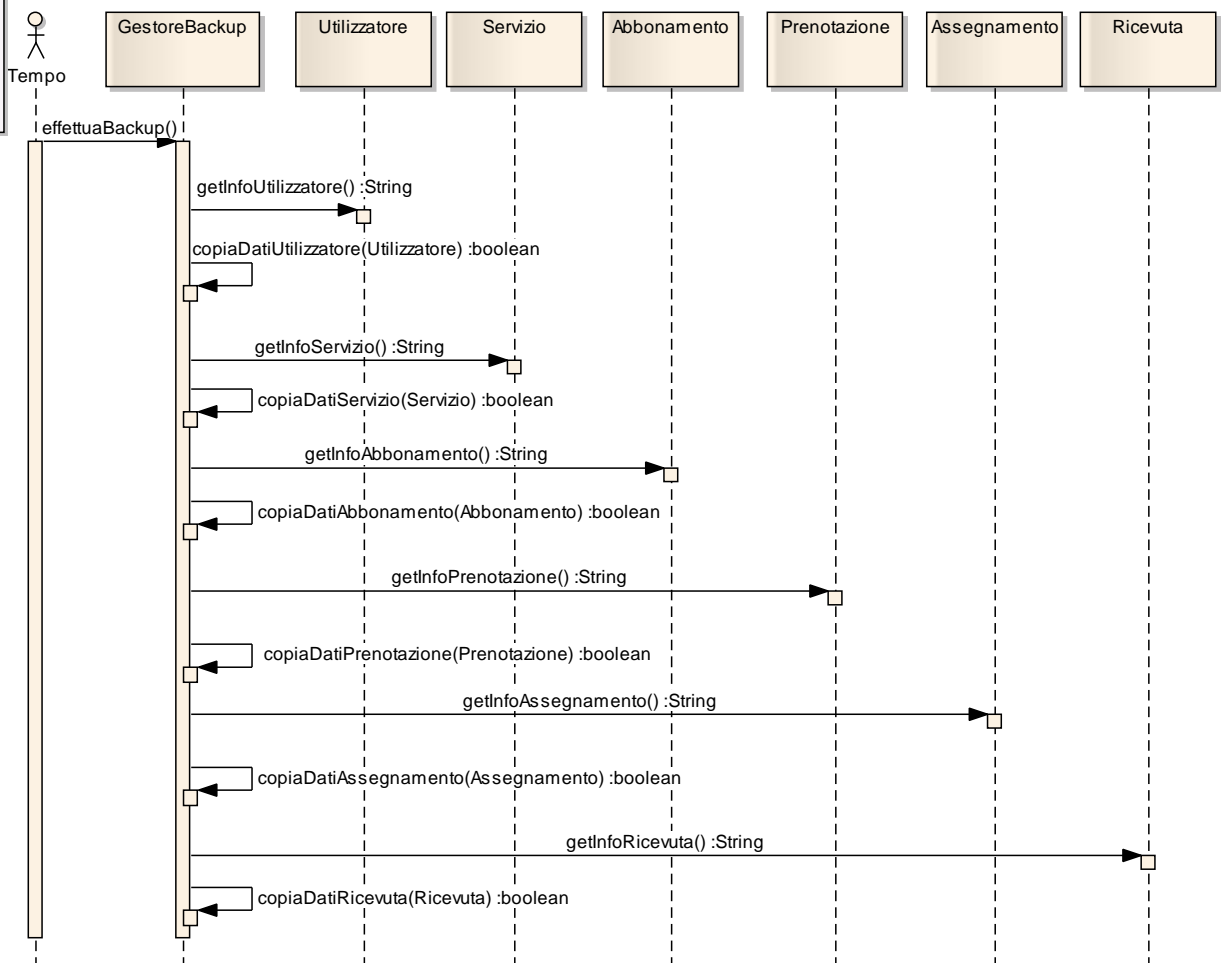 GestoreBackup Utilizzatore Servizio Abbonamento Prenotazione Assegnamento Ricevuta
Tempo
effettuaBackup()
getInfoUtilizzatore() :String
copiaDatiUtilizzatore(Utilizzatore) :boolean
getInfoServizio() :String
copiaDatiServizio(Servizio) :boolean
getInfoAbbonamento() :String
copiaDatiAbbonamento(Abbonamento) :boolean
getInfoPrenotazione() :String
copiaDatiPrenotazione(Prenotazione) :boolean
getInfoAssegnamento() :String
copiaDatiAssegnamento(Assegnamento) :boolean
getInfoRicevuta() :String
copiaDatiRicevuta(Ricevuta) :boolean